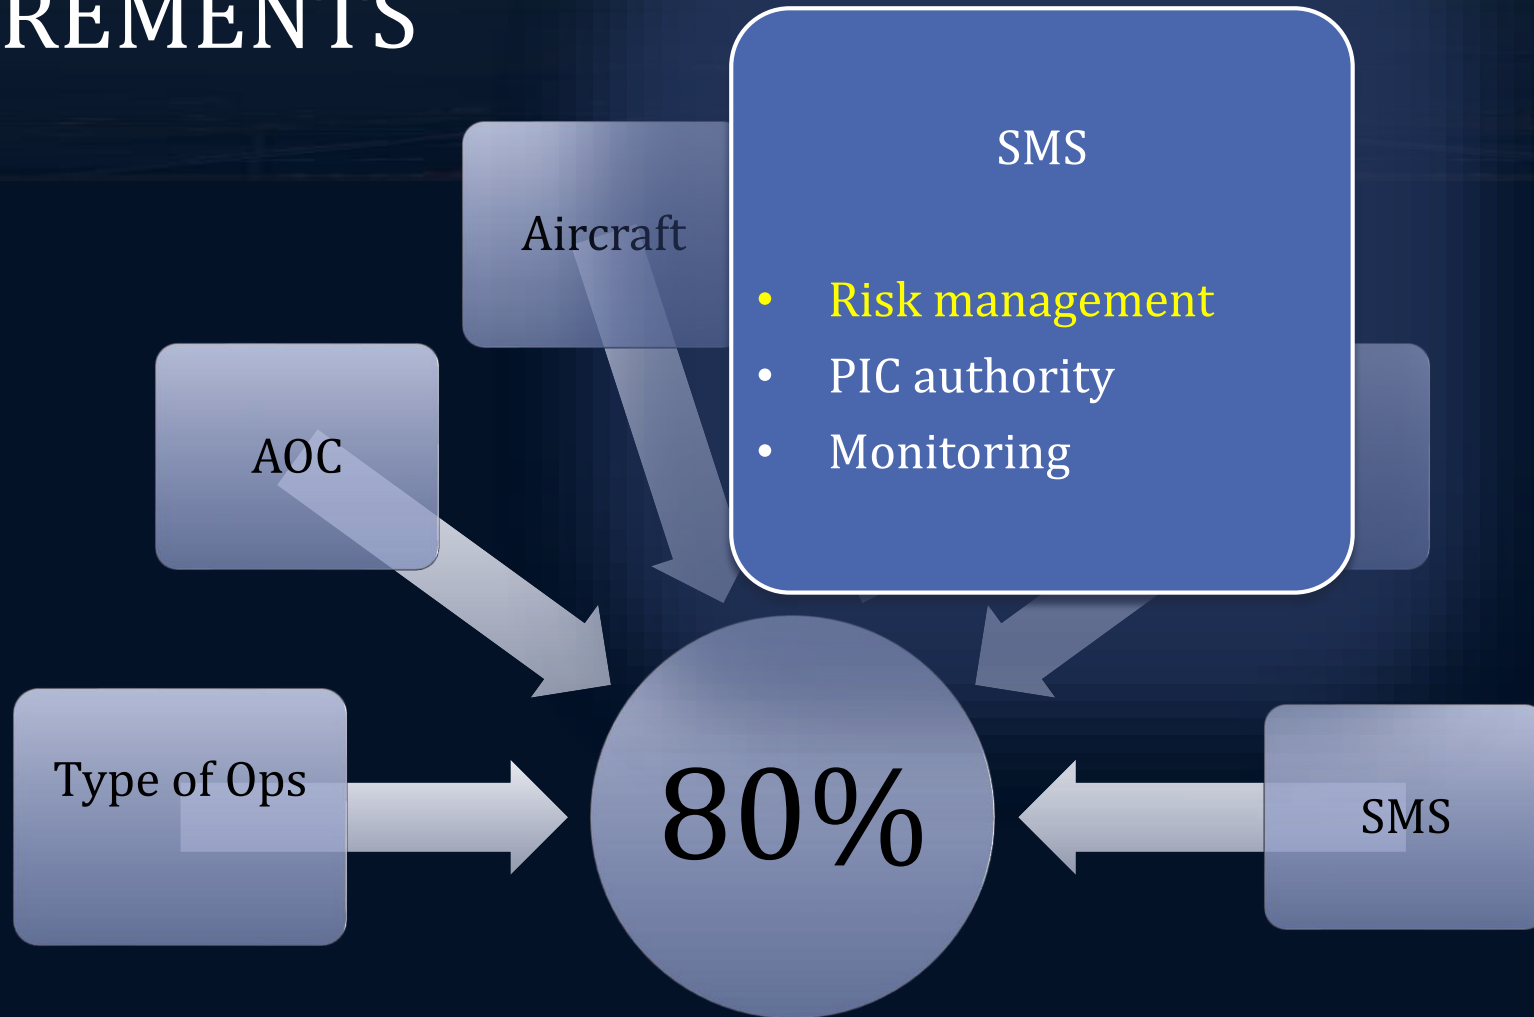 REMENTS
SMS
• Risk management
• PIC authority
• Monitoring
Aircraft
AOC
Type of Ops
80%
SMS